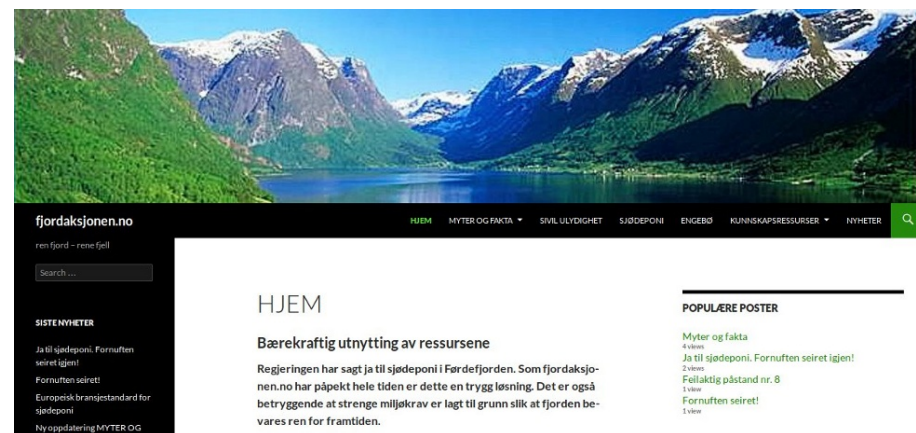 fjordaksjonen.no
HJEM MYTER OG FAKTA SIVIL ULYDIGHET SJØDEPONI ENGEBØ KUNNSKAPSRESSURSER NYHETER
ren fjord – rene fjell
Search ...
SISTE NYHETER
Ja til sjødeponi. Fornuften
seiret igjen!
Fornuften seiret!
Europeisk bransjestandard for
sjødeponi
Ny oppdatering MYTER OG
HJEM
Bærekraftig utnytting av ressursene
Regjeringen har sagt ja til sjødeponi i Førdefjorden. Som fjordaksjo-
nen.no har påpekt hele tiden er dette en trygg løsning. Det er også
betryggende at strenge miljøkrav er lagt til grunn slik at fjorden be-
vares ren for framtiden.
POPULÆRE POSTER
Myter og fakta
4 views
Ja til sjødeponi. Fornuften seiret igjen!
2 views
Feilaktig påstand nr. 8
1 view
Fornuften seiret!
1 view